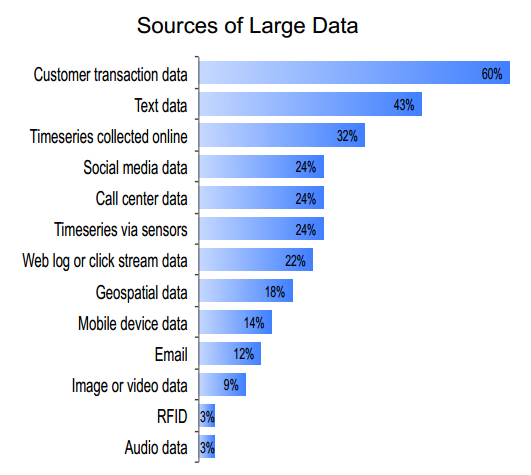 Sources of Large Data
Customer transaction data 60%
Text data 43%
Timeseries collected online 32%
Social media data 24%
Call center data 24%
Timeseries via sensors 24%
Web log or click stream data 22%
Geospatial data 18%
Mobile device data 14%
Email 12%
Image or video data 9%
RFID 3%
Audio data 3%